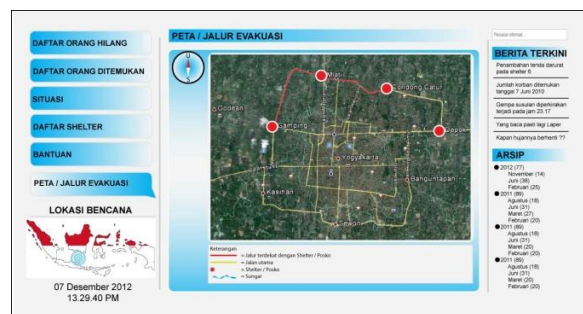 DAFTAR ORANG HILANG
DAFTAR ORANG DITEMUKAN
SITUASI
DAFTAR SHELTER
BANTUAN
PETA / JALUR EVAKUASI
LOKASI BENCANA
07 Desember 2012
13.29.40 PM
PETA / JALUR EVAKUASI
U
S
Mlati
Condong Catur
Godean
Gamping
Depok
Yogyakarta
Banguntapan
Kasihan
Sewon
Keterangan
= Jalur terdekat dengan Shelter / Posko
= Jalan utama
= Shelter / Posko
= Sungai
BERITA TERKINI
Penambahan tenda darurat
pada shelter 6
Jumlah korban ditemukan
tanggal 7 Juni 2010
Gempa susulan diperkirakan
terjadi pada jam 23.17
Yang baca pasti lagi Laper
Kapan hujannya berhenti ??
ARSIP
2012 (77)
November (14)
Juni (38)
Februari (25)
2011 (89)
Agustus (18)
Juni (31)
Maret (27)
Februari (20)
2011 (89)
Agustus (18)
Juni (31)
Maret (20)
Februari (20)
2011 (89)
Agustus (18)
Juni (31)
Maret (20)
Februari (20)